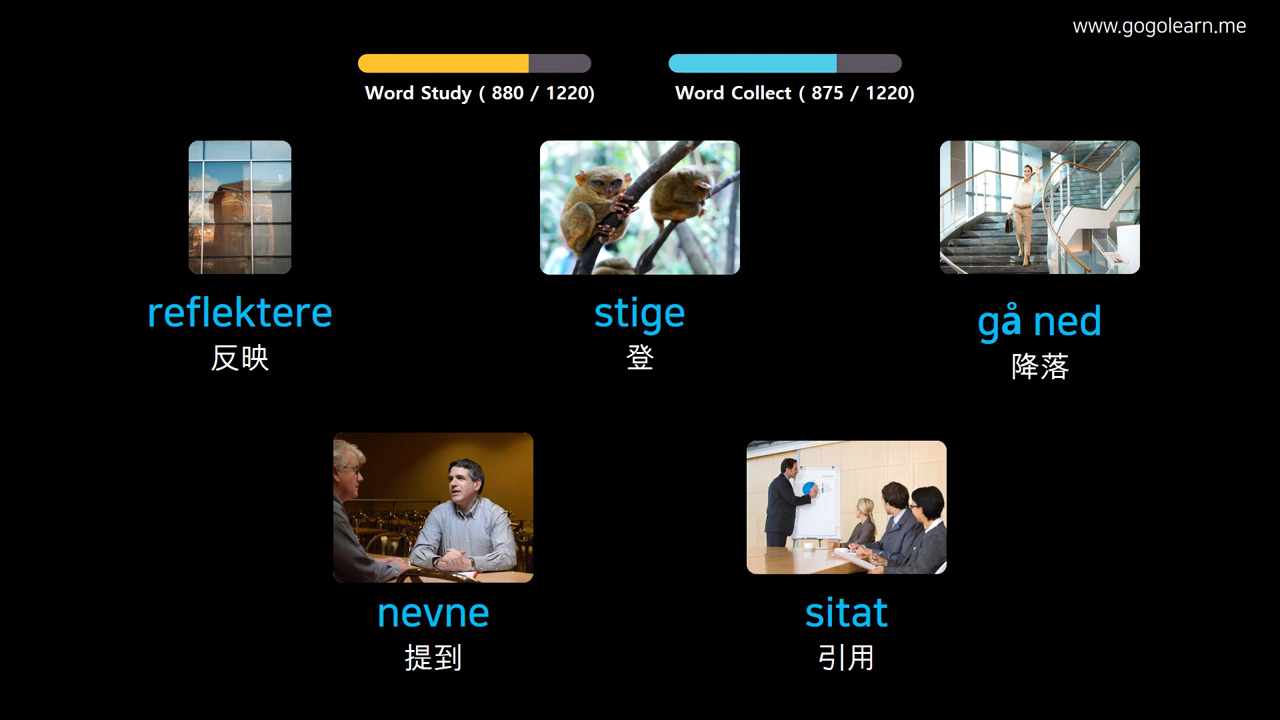 www.gogolearn.me
Word Study ( 880 / 1220)
Word Collect ( 875 / 1220)
reflektere
反映
stige
登
gå ned
降落
nevne
提到
sitat
引用